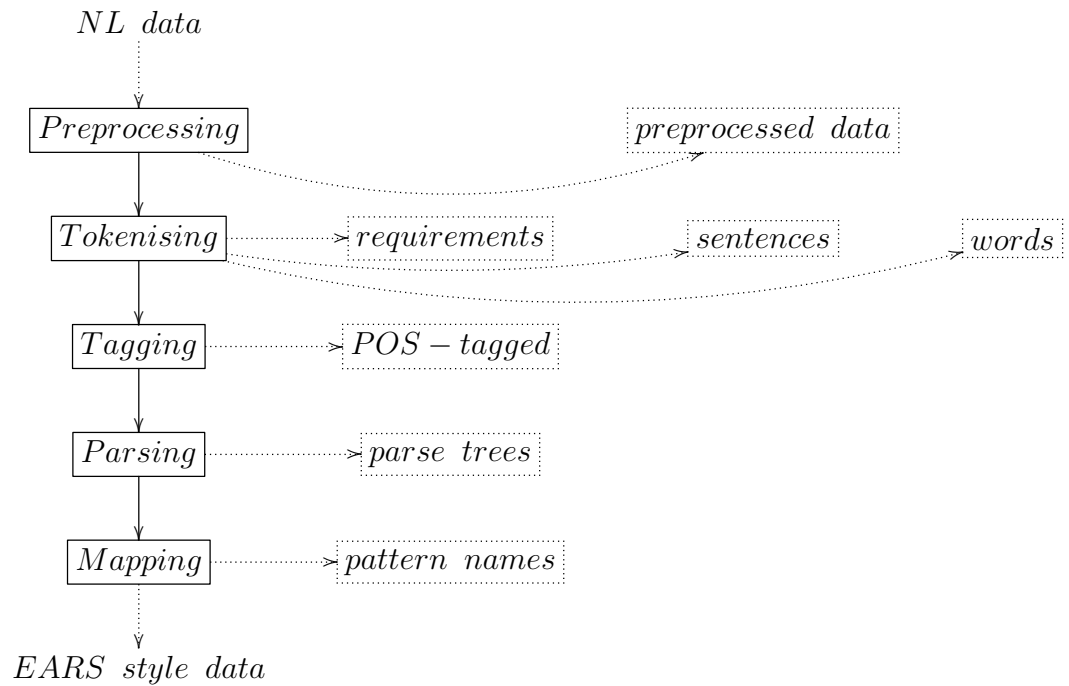 NL data
Preprocessing
preprocessed data
Tokenising
requirements
sentences
words
Tagging
POS − tagged
Parsing
parse trees
Mapping
pattern names
EARS style data